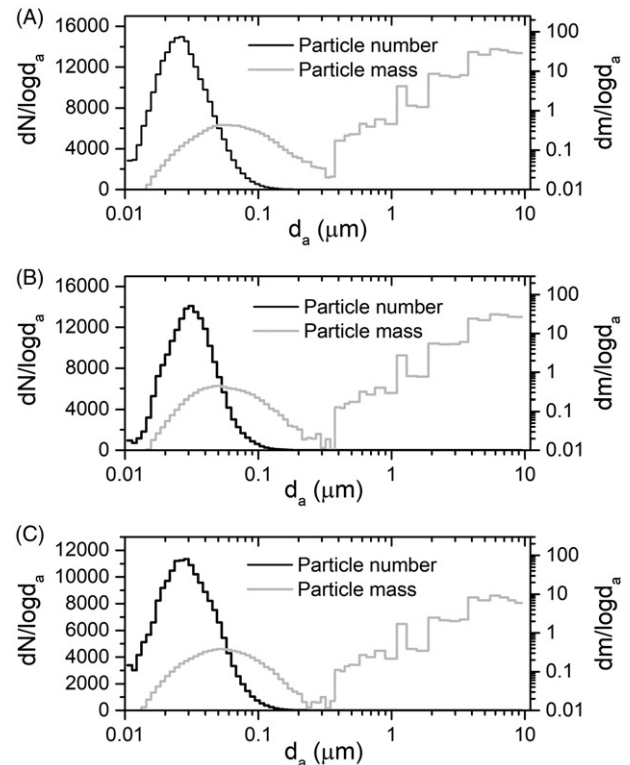 (A)
16000
12000
8000
4000
0
dN/logdₐ
Particle number
Particle mass
100
10
1
0.1
0.01
dm/logdₐ
0.01 0.1 1 10
dₐ (μm)
(B)
16000
12000
8000
4000
0
dN/logdₐ
Particle number
Particle mass
100
10
1
0.1
0.01
dm/logdₐ
0.01 0.1 1 10
dₐ (μm)
(C)
12000
10000
8000
6000
4000
2000
0
dN/logdₐ
Particle number
Particle mass
100
10
1
0.1
0.01
dm/logdₐ
0.01 0.1 1 10
dₐ (μm)